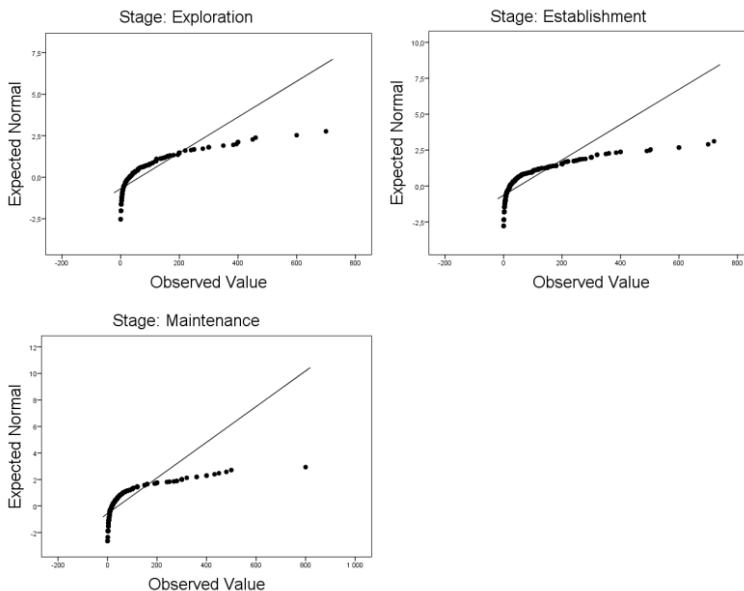 Stage: Exploration
7,5
5,0
2,5
0,0
-2,5
Expected Normal
-200 0 200 400 600 800
Observed Value
Stage: Establishment
10,0
7,5
5,0
2,5
0,0
-2,5
Expected Normal
-200 0 200 400 600 800
Observed Value
Stage: Maintenance
12
10
8
6
4
2
0
-2
Expected Normal
-200 0 200 400 600 800 1 000
Observed Value